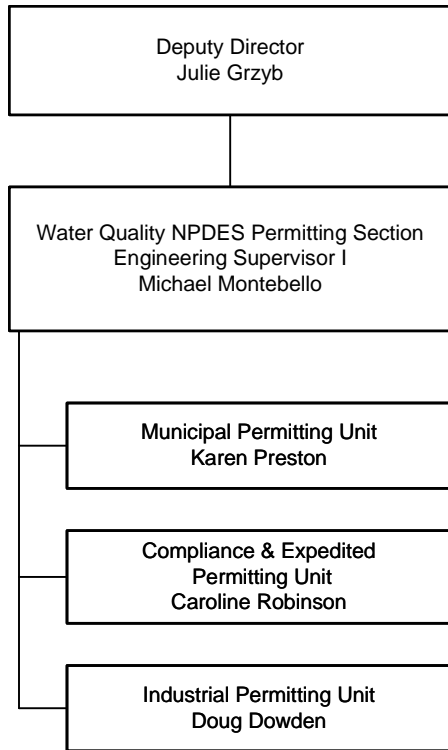 Deputy Director
Julie Grzyb
Water Quality NPDES Permitting Section
Engineering Supervisor I
Michael Montebello
Municipal Permitting Unit
Karen Preston
Compliance & Expedited
Permitting Unit
Caroline Robinson
Industrial Permitting Unit
Doug Dowden